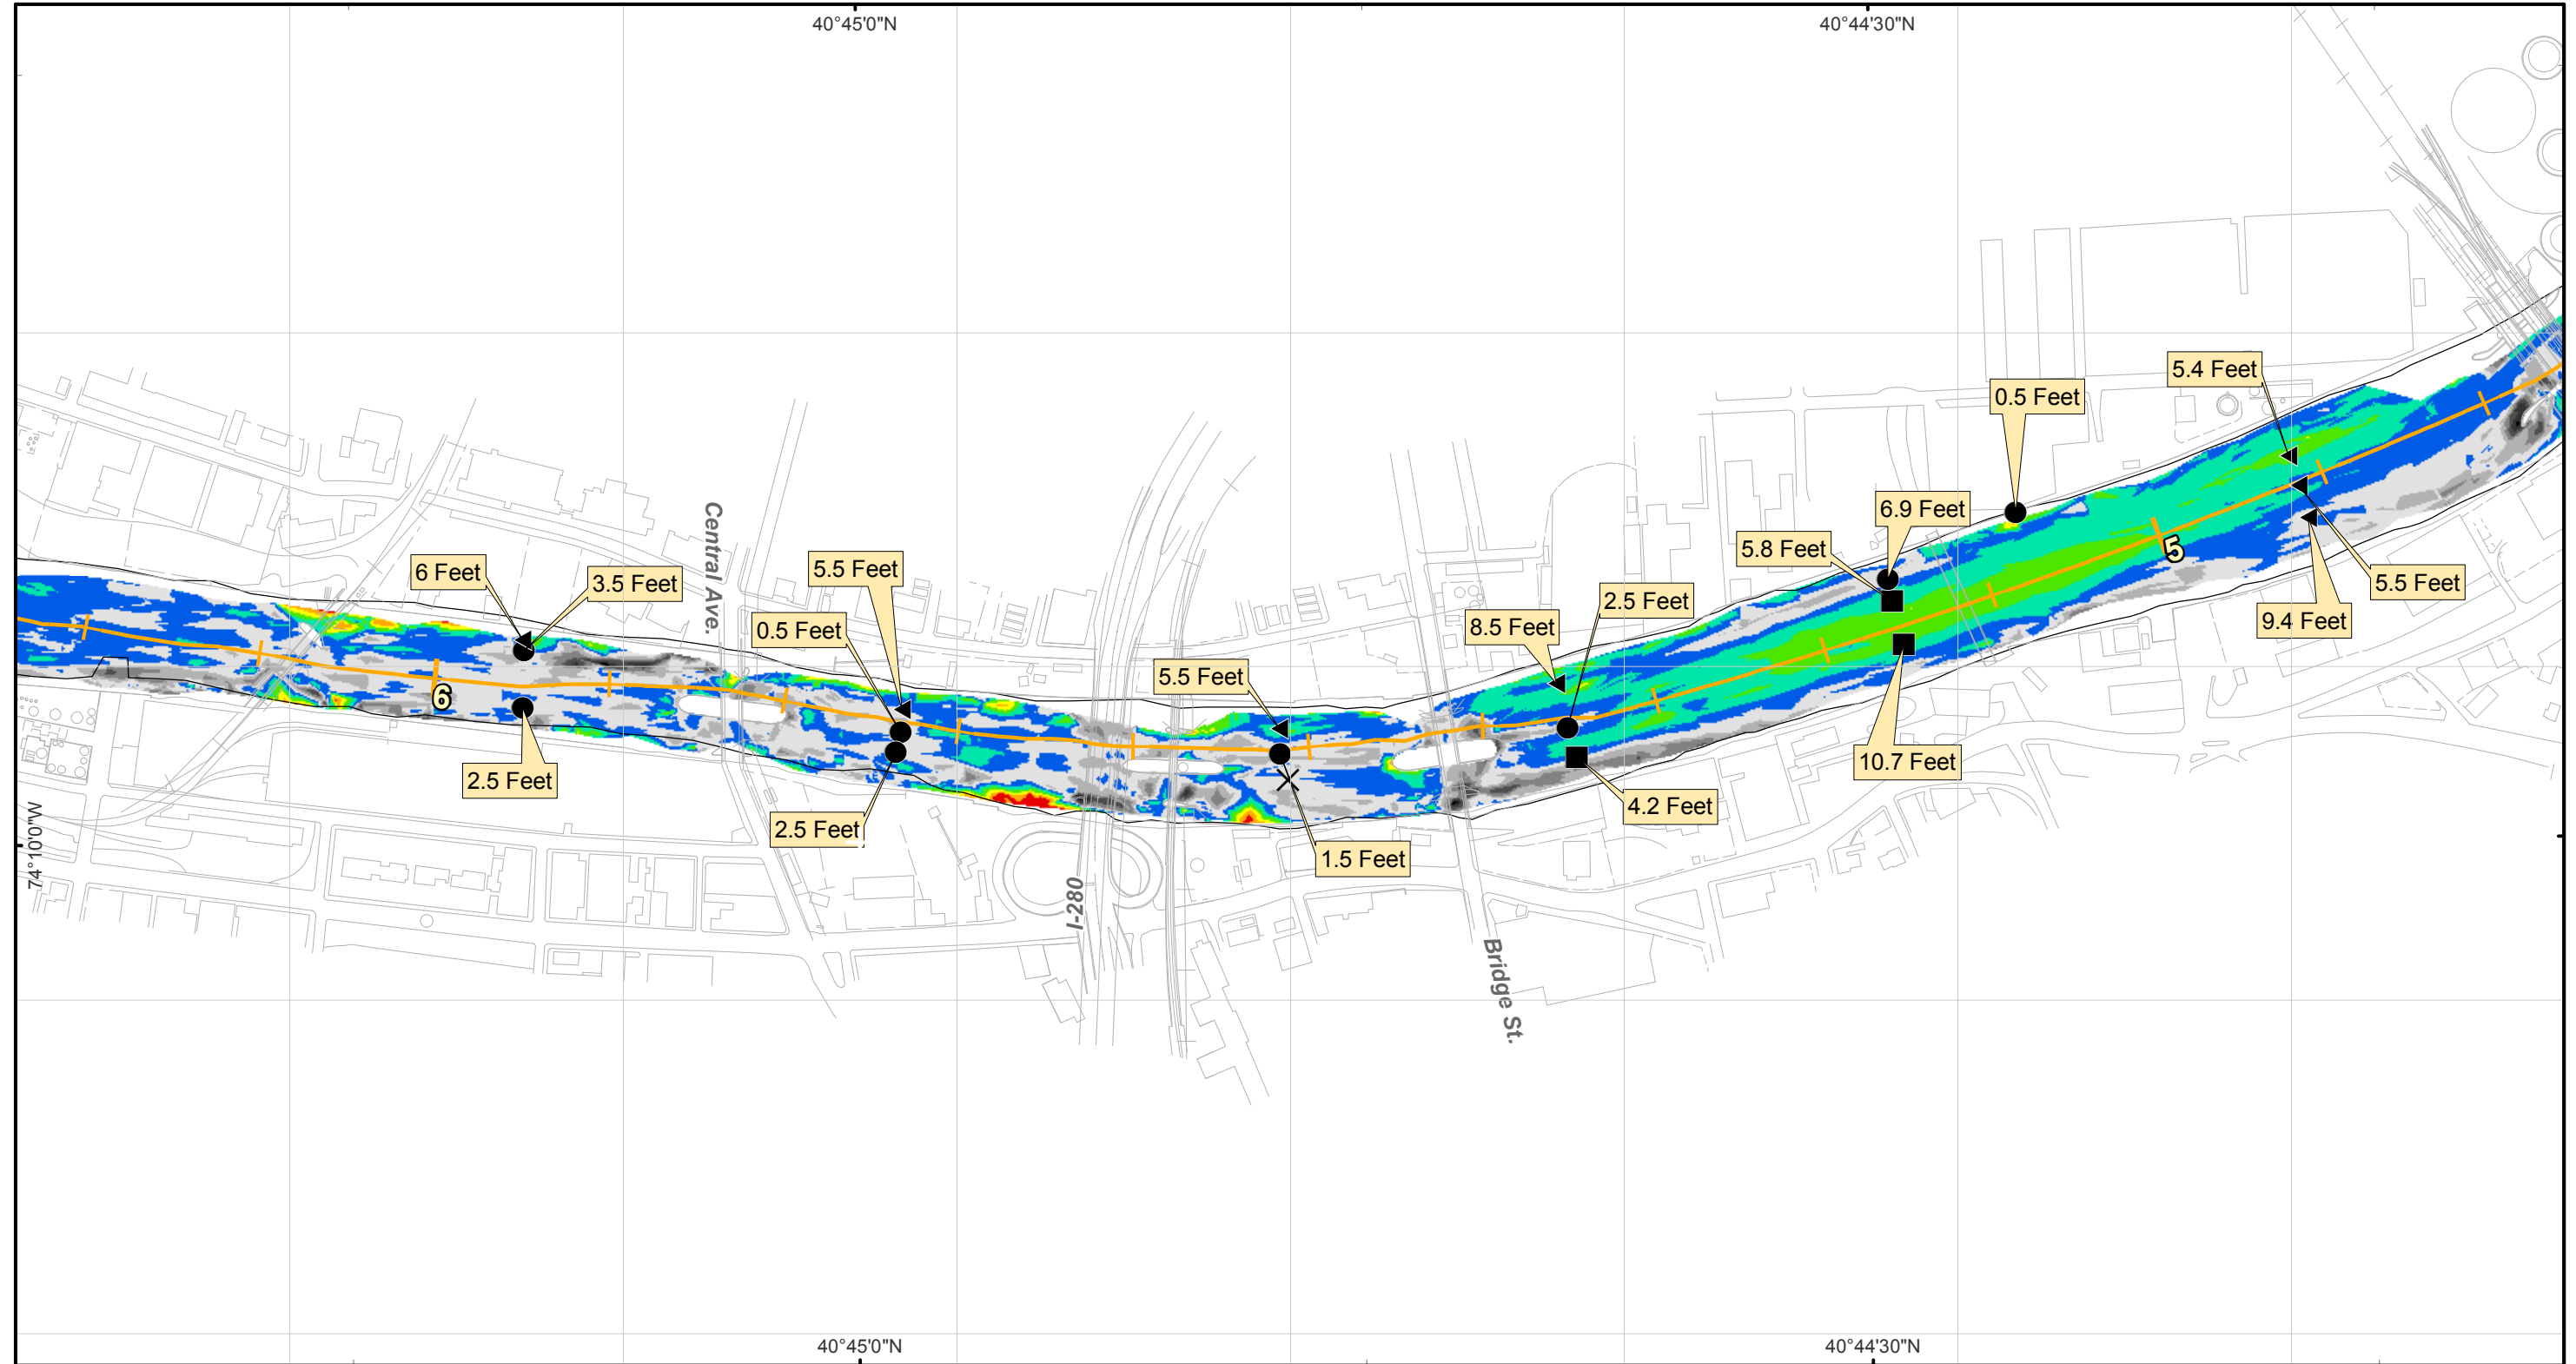 40°45'0"N
40°44'30"N
5.4 Feet
0.5 Feet
6.9 Feet
5.8 Feet
5
5.5 Feet
9.4 Feet
Central Ave.
6 Feet
3.5 Feet
5.5 Feet
0.5 Feet
2.5 Feet
8.5 Feet
5.5 Feet
6
2.5 Feet
10.7 Feet
4.2 Feet
2.5 Feet
1.5 Feet
74°10'0"W
I-280
Bridge St.
40°45'0"N
40°44'30"N